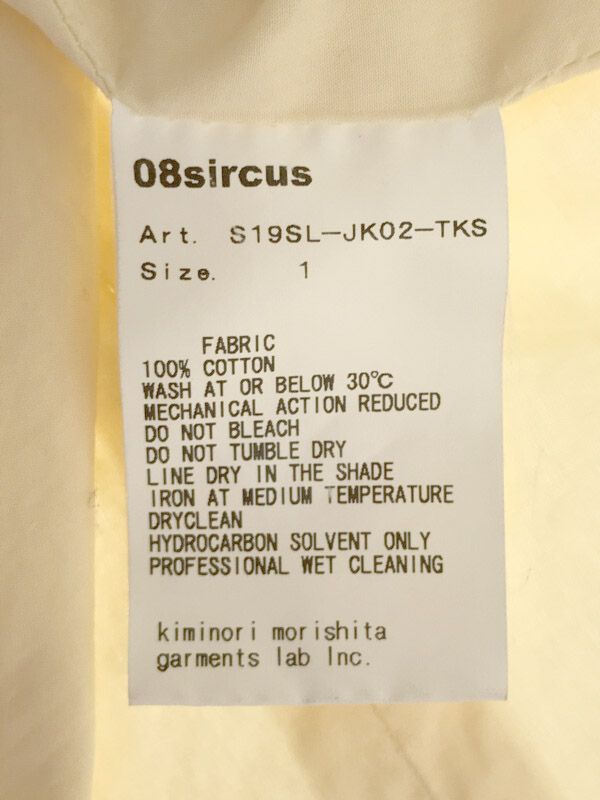 08sircus
Art. S19SL-JK02-TKS
Size. 1
FABRIC
100% COTTON
WASH AT OR BELOW 30℃
MECHANICAL ACTION REDUCED
DO NOT BLEACH
DO NOT TUMBLE DRY
LINE DRY IN THE SHADE
IRON AT MEDIUM TEMPERATURE
DRYCLEAN
HYDROCARBON SOLVENT ONLY
PROFESSIONAL WET CLEANING
kiminori morishita
garments lab Inc.